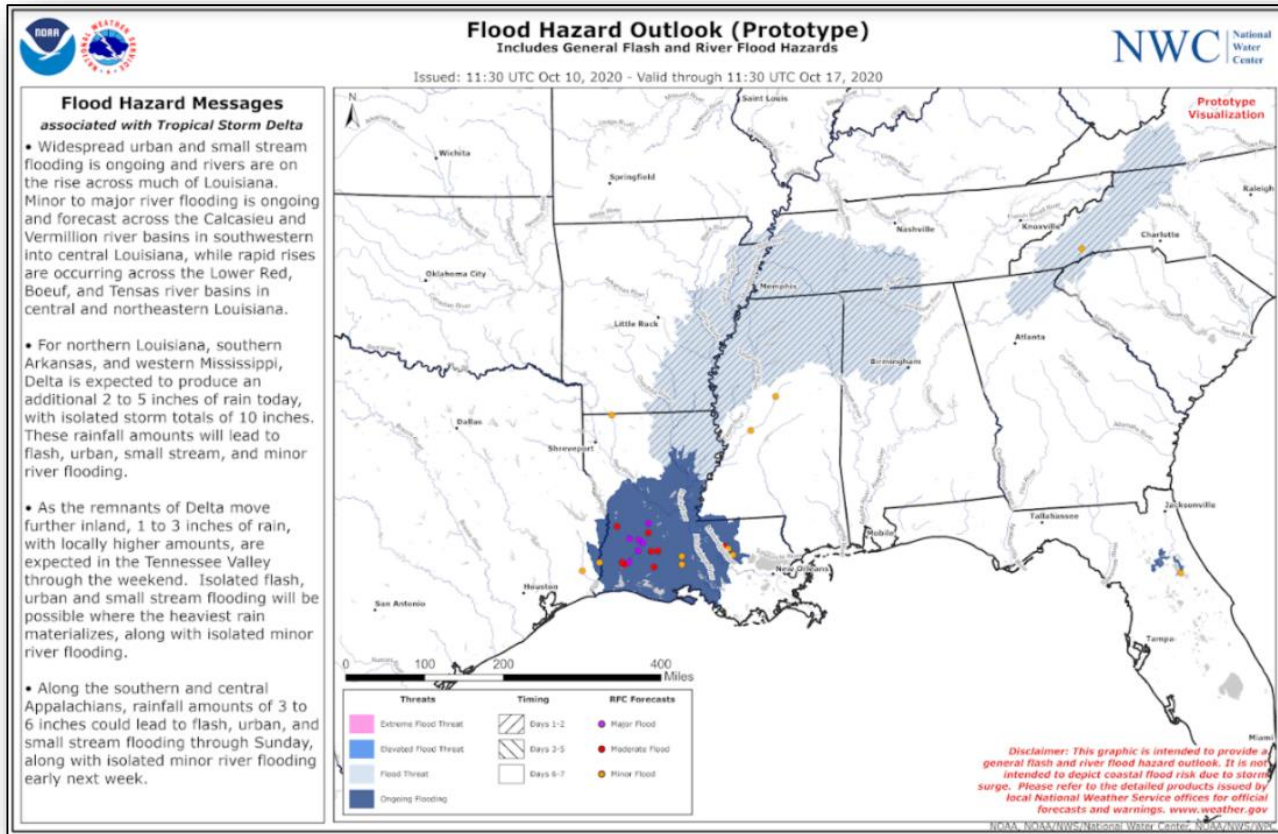 NOAA
NATIONAL WEATHER SERVICE
Flood Hazard Outlook (Prototype)
Includes General Flash and River Flood Hazards
Issued: 11:30 UTC Oct 10, 2020 - Valid through 11:30 UTC Oct 17, 2020
NWC National
Water
Center
Flood Hazard Messages
associated with Tropical Storm Delta
• Widespread urban and small stream
flooding is ongoing and rivers are on
the rise across much of Louisiana.
Minor to major river flooding is ongoing
and forecast across the Calcasieu and
Vermillion river basins in southwestern
into central Louisiana, while rapid rises
are occurring across the Lower Red,
Boeuf, and Tensas river basins in
central and northeastern Louisiana.
• For northern Louisiana, southern
Arkansas, and western Mississippi,
Delta is expected to produce an
additional 2 to 5 inches of rain today,
with isolated storm totals of 10 inches.
These rainfall amounts will lead to
flash, urban, small stream, and minor
river flooding.
• As the remnants of Delta move
further inland, 1 to 3 inches of rain,
with locally higher amounts, are
expected in the Tennessee Valley
through the weekend. Isolated flash,
urban and small stream flooding will be
possible where the heaviest rain
materializes, along with isolated minor
river flooding.
• Along the southern and central
Appalachians, rainfall amounts of 3 to
6 inches could lead to flash, urban, and
small stream flooding through Sunday,
along with isolated minor river flooding
early next week.
N
Prototype
Visualization
Saint Louis
Wichita
Springfield
Raleigh
Nashville
Knoxville
Charlotte
Oklahoma City
Memphis
Little Rock
Atlanta
Birmingham
Dallas
Shreveport
Jacksonville
Tallahassee
Mobile
New Orleans
Houston
San Antonio
Tampa
Miami
0 100 200 400
Miles
Threats
Extreme Flood Threat
Elevated Flood Threat
Flood Threat
Ongoing Flooding
Timing
Days 1-2
Days 3-5
Days 6-7
RFC Forecasts
Major Flood
Moderate Flood
Minor Flood
Disclaimer: This graphic is intended to provide a
general flash and river flood hazard outlook. It is not
intended to depict coastal flood risk due to storm
surge. Please refer to the detailed products issued by
local National Weather Service offices for official
forecasts and warnings. www.weather.gov
NOAA, NOAA/NWS/National Water Center, NOAA/NWS/WPC